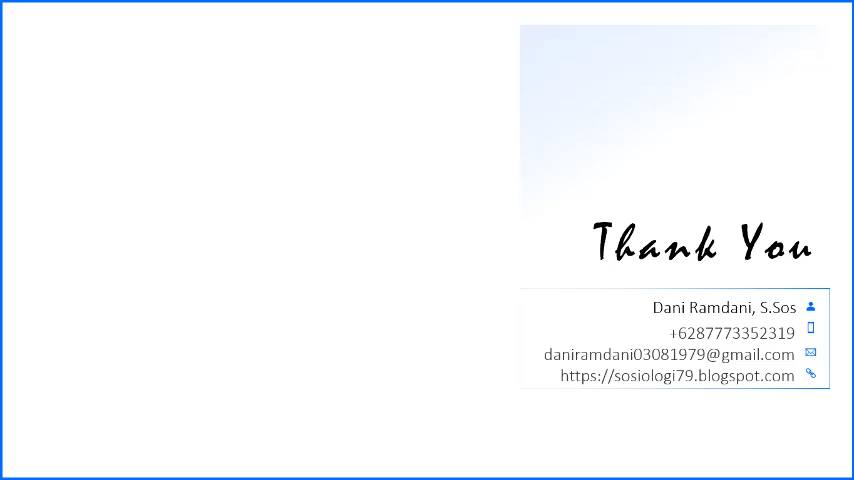 Thank You
Dani Ramdani, S.Sos
+6287773352319
daniramdani03081979@gmail.com
https://sosiologi79.blogspot.com